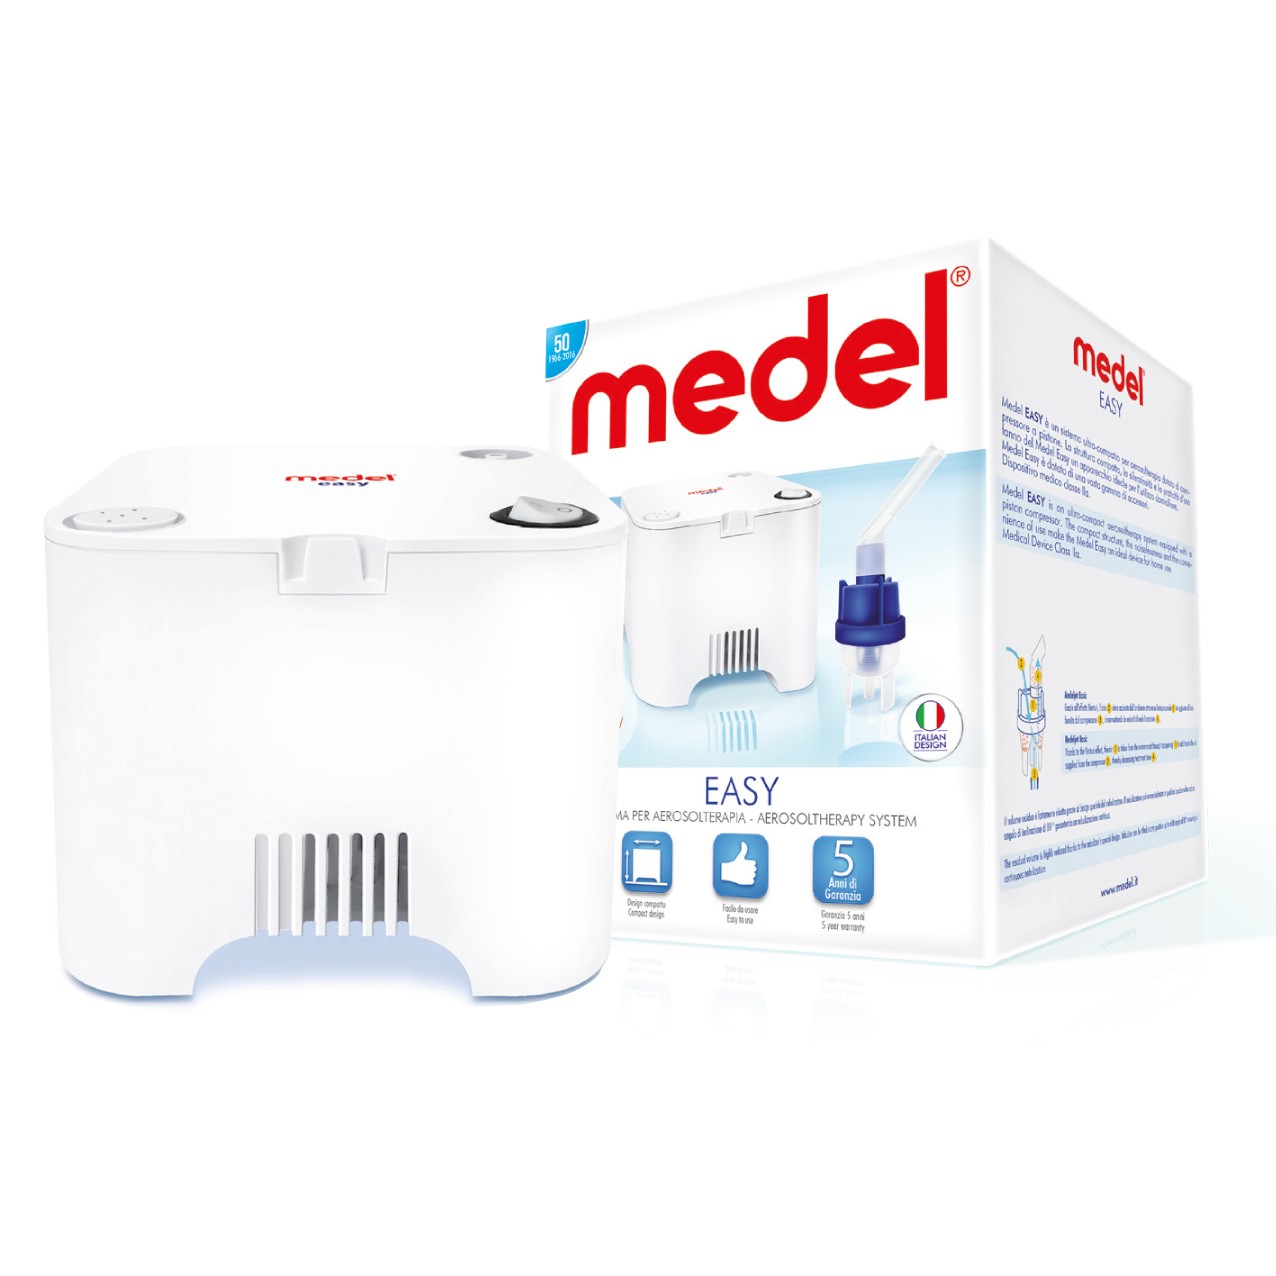 medel®
easy
50
1966 2016
medel®
medel
easy
ITALIAN
DESIGN
EASY
MA PER AEROSOLTERAPIA - AEROSOLTHERAPY SYSTEM
Design compatto
Compact design
Facile da usare
Easy to use
5
Anni di
Garanzia
Garanzia 5 anni
5 year warranty
medel®
EASY
Medel EASY è un sistema ultra-compatto per aerosolterapia dotato di com-
pressore a pistone. La struttura compatta, la silenziosità e la praticità d'uso
fanno del Medel Easy un apparecchio ideale per l'utilizzo domiciliare.
Medel Easy è dotato di una vasta gamma di accessori.
Dispositivo medico classe IIa.
Medel EASY is an ultra-compact aerosoltherapy system equipped with a
piston compressor. The compact structure, the noiselessness and the conve-
nience of use make the Medel Easy an ideal device for home use.
Medical Device Class IIa.
Medeljet Basic
Medeljet Basic
www.medel.it